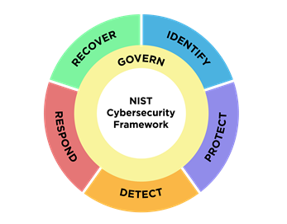 RECOVER
IDENTIFY
GOVERN
NIST
Cybersecurity
Framework
RESPOND
PROTECT
DETECT